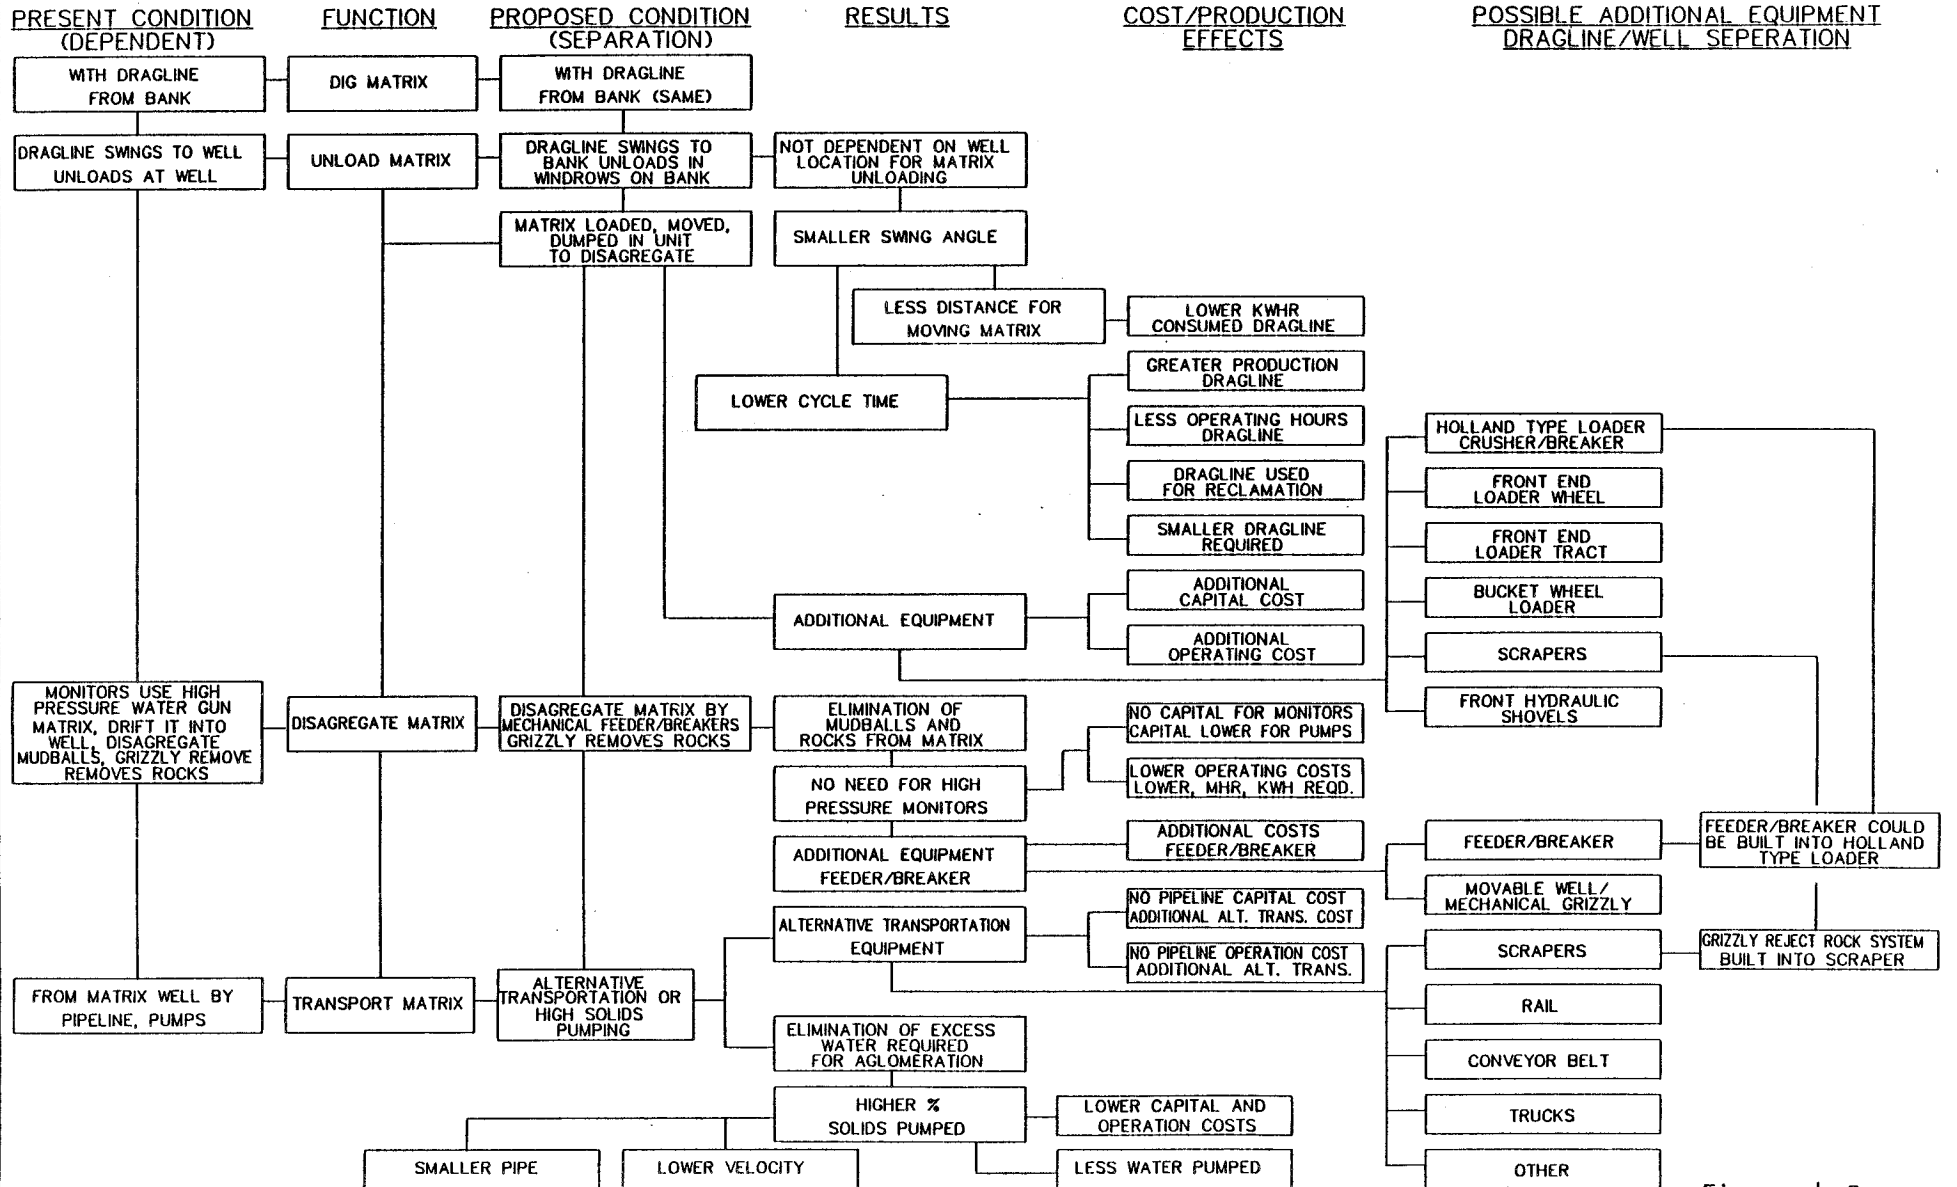 PRESENT CONDITION
(DEPENDENT)
FUNCTION
PROPOSED CONDITION
(SEPARATION)
RESULTS
COST/PRODUCTION
EFFECTS
POSSIBLE ADDITIONAL EQUIPMENT
DRAGLINE/WELL SEPERATION
WITH DRAGLINE
FROM BANK
DIG MATRIX
WITH DRAGLINE
FROM BANK (SAME)
DRAGLINE SWINGS TO WELL
UNLOADS AT WELL
UNLOAD MATRIX
DRAGLINE SWINGS TO
BANK UNLOADS IN
WINDROWS ON BANK
NOT DEPENDENT ON WELL
LOCATION FOR MATRIX
UNLOADING
MATRIX LOADED, MOVED,
DUMPED IN UNIT
TO DISAGREGATE
SMALLER SWING ANGLE
LESS DISTANCE FOR
MOVING MATRIX
LOWER KWHR
CONSUMED DRAGLINE
LOWER CYCLE TIME
GREATER PRODUCTION
DRAGLINE
LESS OPERATING HOURS
DRAGLINE
DRAGLINE USED
FOR RECLAMATION
SMALLER DRAGLINE
REQUIRED
HOLLAND TYPE LOADER
CRUSHER/BREAKER
FRONT END
LOADER WHEEL
FRONT END
LOADER TRACT
BUCKET WHEEL
LOADER
SCRAPERS
FRONT HYDRAULIC
SHOVELS
ADDITIONAL EQUIPMENT
ADDITIONAL
CAPITAL COST
ADDITIONAL
OPERATING COST
MONITORS USE HIGH
PRESSURE WATER GUN
MATRIX, DRIFT IT INTO
WELL, DISAGREGATE
MUDBALLS, GRIZZLY REMOVE
REMOVES ROCKS
DISAGREGATE MATRIX
DISAGREGATE MATRIX BY
MECHANICAL FEEDER/BREAKERS
GRIZZLY REMOVES ROCKS
ELIMINATION OF
MUDBALLS AND
ROCKS FROM MATRIX
NO NEED FOR HIGH
PRESSURE MONITORS
NO CAPITAL FOR MONITORS
CAPITAL LOWER FOR PUMPS
LOWER OPERATING COSTS
LOWER, MHR, KWH REQD.
ADDITIONAL EQUIPMENT
FEEDER/BREAKER
ADDITIONAL COSTS
FEEDER/BREAKER
FEEDER/BREAKER
FEEDER/BREAKER COULD
BE BUILT INTO HOLLAND
TYPE LOADER
MOVABLE WELL/
MECHANICAL GRIZZLY
ALTERNATIVE TRANSPORTATION
EQUIPMENT
NO PIPELINE CAPITAL COST
ADDITIONAL ALT. TRANS. COST
NO PIPELINE OPERATION COST
ADDITIONAL ALT. TRANS.
SCRAPERS
GRIZZLY REJECT ROCK SYSTEM
BUILT INTO SCRAPER
FROM MATRIX WELL BY
PIPELINE, PUMPS
TRANSPORT MATRIX
ALTERNATIVE
TRANSPORTATION OR
HIGH SOLIDS
PUMPING
ELIMINATION OF EXCESS
WATER REQUIRED
FOR AGLOMERATION
RAIL
CONVEYOR BELT
TRUCKS
OTHER
HIGHER %
SOLIDS PUMPED
LOWER CAPITAL AND
OPERATION COSTS
SMALLER PIPE
LOWER VELOCITY
LESS WATER PUMPED